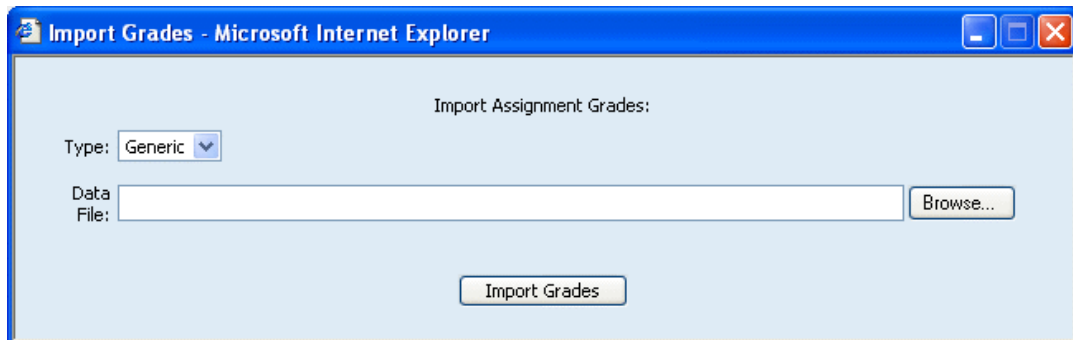 Import Grades - Microsoft Internet Explorer
Import Assignment Grades:
Type: Generic
Data
File:
Browse...
Import Grades